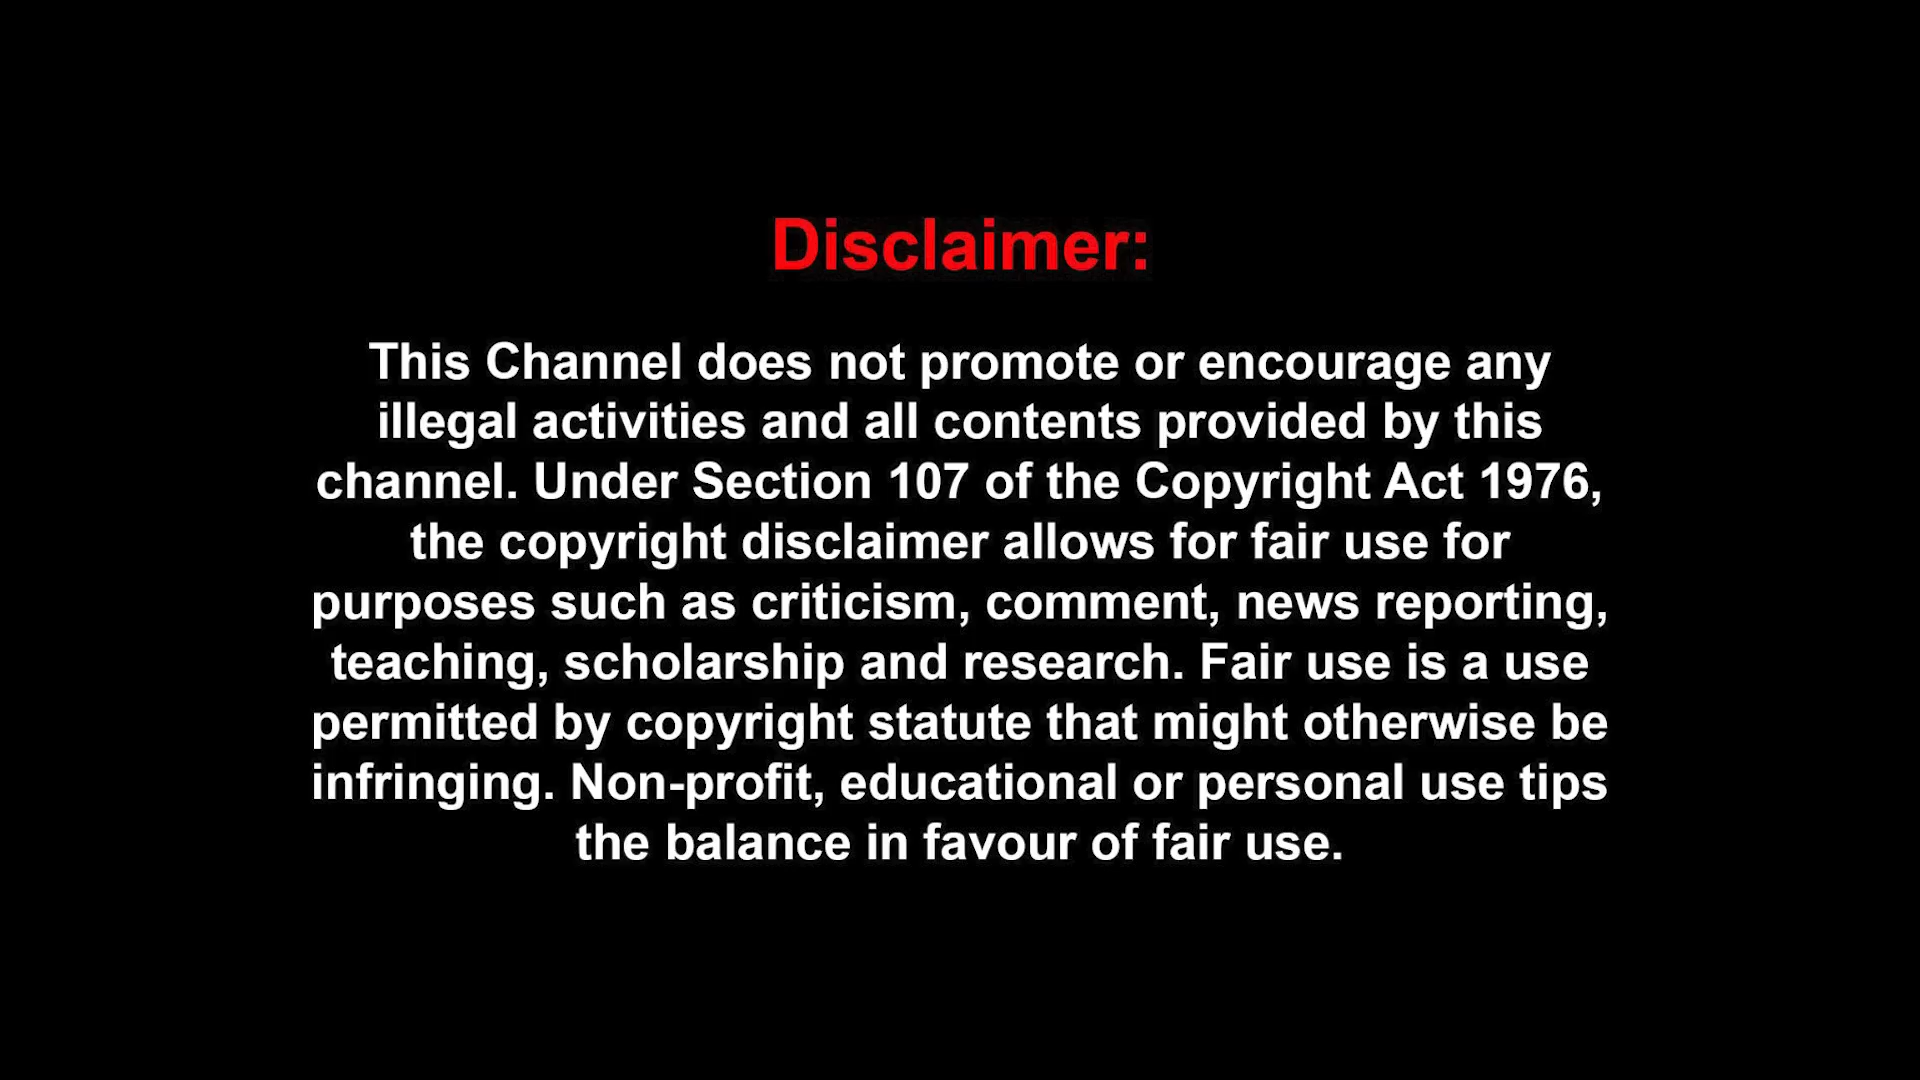 Disclaimer:
This Channel does not promote or encourage any
illegal activities and all contents provided by this
channel. Under Section 107 of the Copyright Act 1976,
the copyright disclaimer allows for fair use for
purposes such as criticism, comment, news reporting,
teaching, scholarship and research. Fair use is a use
permitted by copyright statute that might otherwise be
infringing. Non-profit, educational or personal use tips
the balance in favour of fair use.